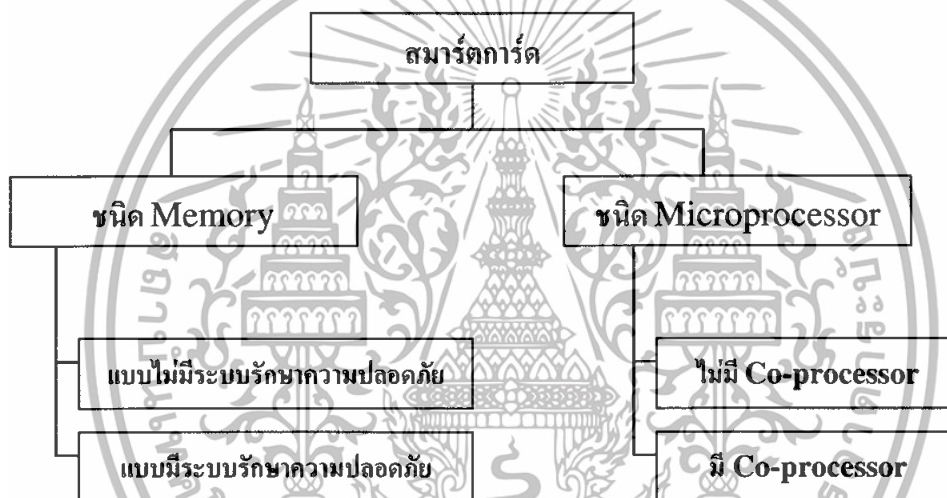 สมาร์ตการ์ด
ชนิด Memory
ชนิด Microprocessor
แบบไม่มีระบบรักษาความปลอดภัย
ไม่มี Co-processor
แบบมีระบบรักษาความปลอดภัย
มี Co-processor